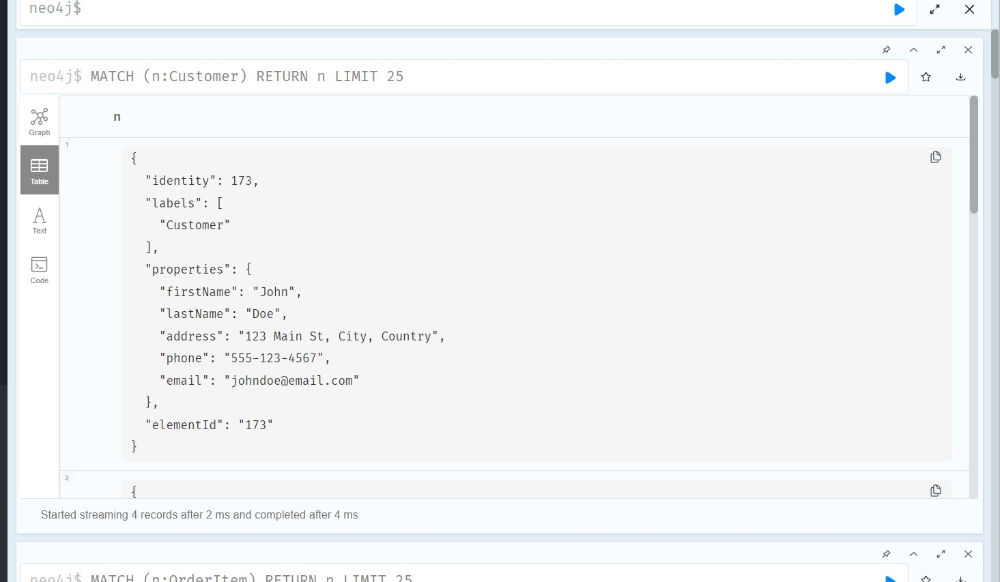 neo4j$
neo4j$ MATCH (n:Customer) RETURN n LIMIT 25
Graph
Table
Text
Code
n
1
{
"identity": 173,
"labels": [
"Customer"
],
"properties": {
"firstName": "John",
"lastName": "Doe",
"address": "123 Main St, City, Country",
"phone": "555-123-4567",
"email": "johndoe@email.com"
},
"elementId": "173"
}
2
{
Started streaming 4 records after 2 ms and completed after 4 ms.
neo4j$ MATCH (n:OrderItem) RETURN n LIMIT 25